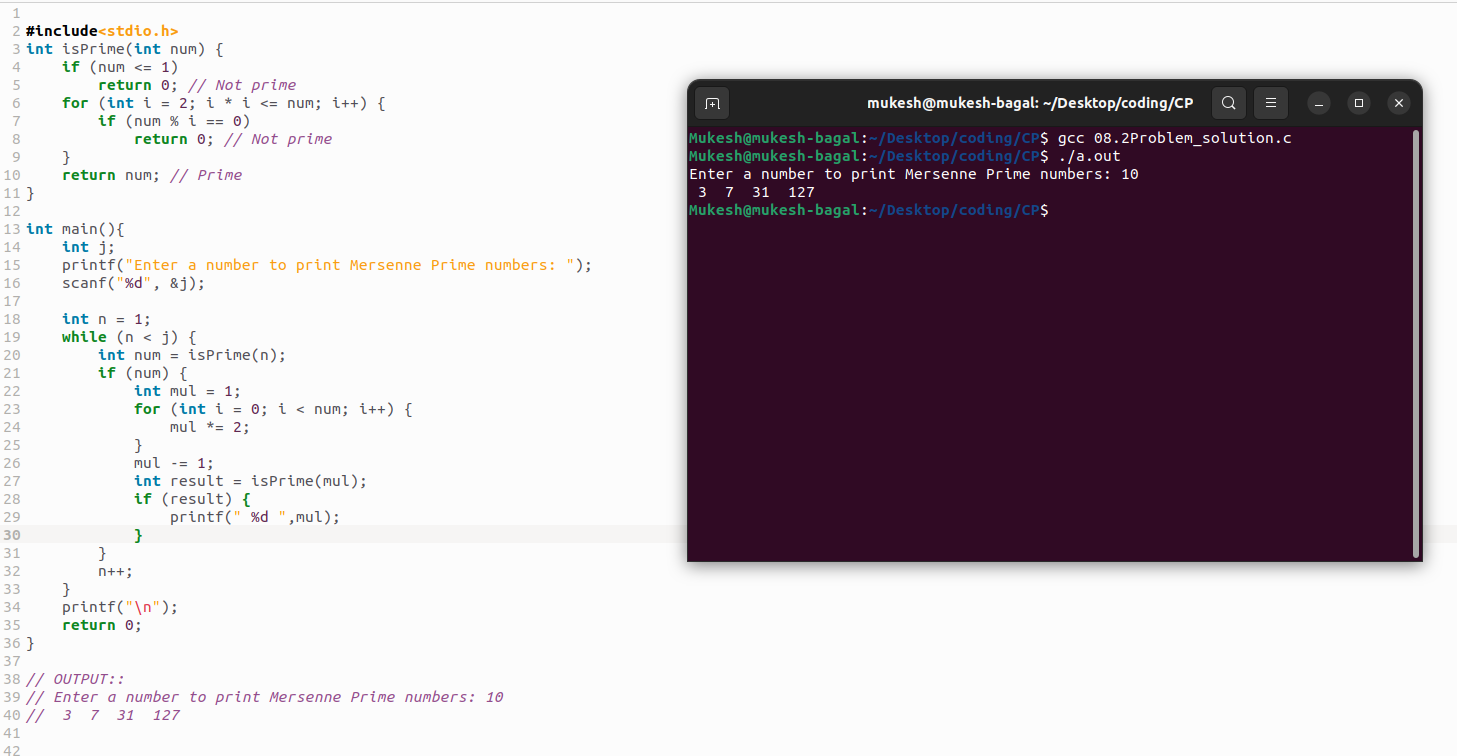 1
2 #include<stdio.h>
3 int isPrime(int num) {
4     if (num <= 1)
5         return 0; // Not prime
6     for (int i = 2; i * i <= num; i++) {
7         if (num % i == 0)
8             return 0; // Not prime
9     }
10     return num; // Prime
11 }
12
13 int main(){
14     int j;
15     printf("Enter a number to print Mersenne Prime numbers: ");
16     scanf("%d", &j);
17
18     int n = 1;
19     while (n < j) {
20         int num = isPrime(n);
21         if (num) {
22             int mul = 1;
23             for (int i = 0; i < num; i++) {
24                 mul *= 2;
25             }
26             mul -= 1;
27             int result = isPrime(mul);
28             if (result) {
29                 printf(" %d ",mul);
30             }
31         }
32         n++;
33     }
34     printf("\n");
35     return 0;
36 }
37
38 // OUTPUT::
39 // Enter a number to print Mersenne Prime numbers: 10
40 //  3  7  31  127
41
42
mukesh@mukesh-bagal: ~/Desktop/coding/CP
Mukesh@mukesh-bagal:~/Desktop/coding/CP$ gcc 08.2Problem_solution.c
Mukesh@mukesh-bagal:~/Desktop/coding/CP$ ./a.out
Enter a number to print Mersenne Prime numbers: 10
 3  7  31  127
Mukesh@mukesh-bagal:~/Desktop/coding/CP$